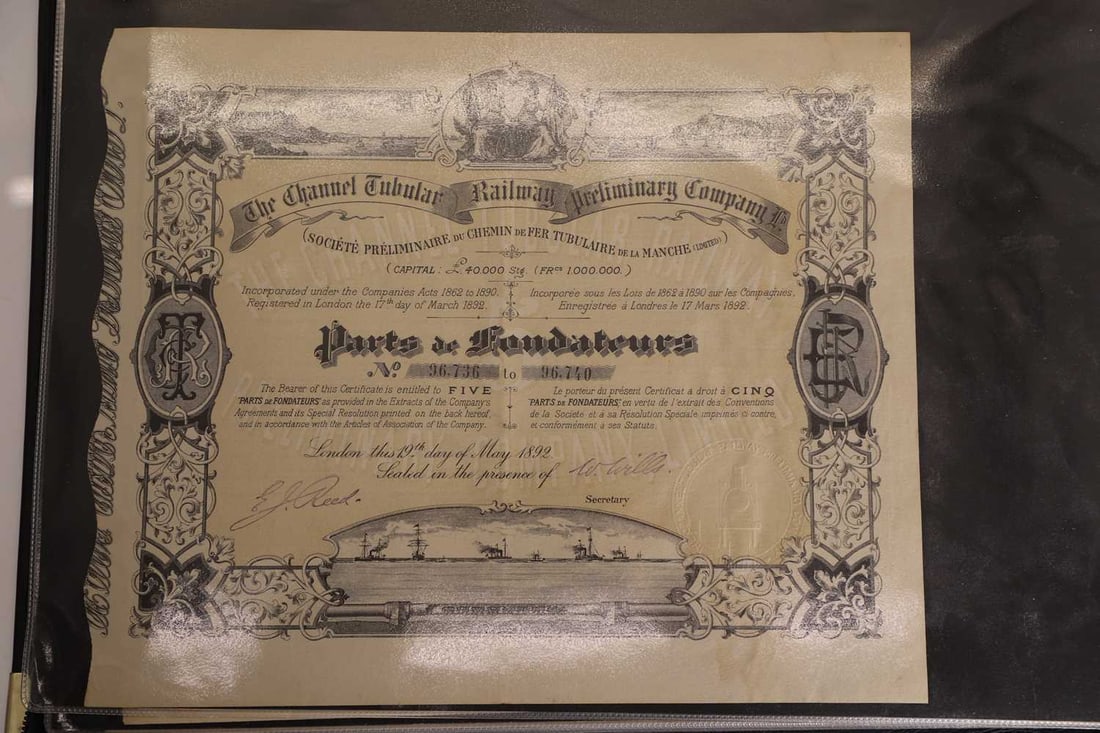 The Channel Tubular Railway Preliminary Company Ld.
(SOCIÉTÉ PRÉLIMINAIRE DU CHEMIN DE FER TUBULAIRE DE LA MANCHE (LIMITED)
(CAPITAL: £40.000 Stg. (FRcs 1.000.000.)
Incorporated under the Companies Acts 1862 to 1890.
Registered in London the 17th day of March 1892.
Incorporée sous les Lois de 1862 à 1890 sur les Compagnies,
Enregistrée à Londres le 17 Mars 1892.
Parts de Fondateurs
No 96.736 to 96.740
The Bearer of this Certificate is entitled to FIVE
"PARTS DE FONDATEURS" as provided in the Extracts of the Company's
Agreements and its Special Resolution printed on the back hereof,
and in accordance with the Articles of Association of the Company.
Le porteur du présent Certificat a droit à CINQ
"PARTS DE FONDATEURS" en vertu de l'extrait des Conventions
de la Société et à sa Résolution Spéciale imprimés ci contre,
et conformément à ses Statuts.
London this 19th day of May 1892.
Sealed in the presence of W. Wills.
E. J. Reed.
Secretary